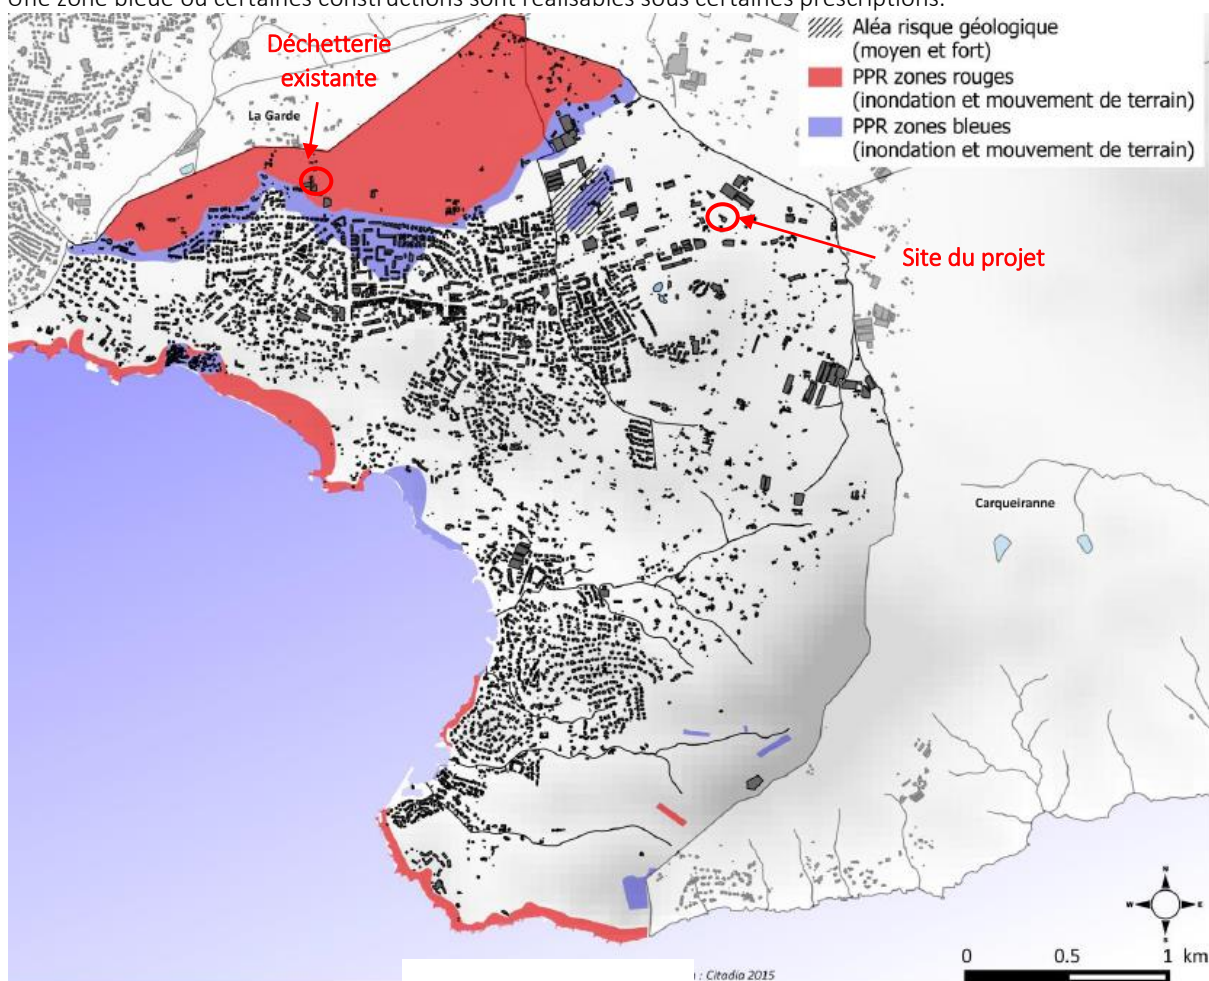 Une zone bleue où certaines constructions sont réalisables sous certaines prescriptions.
Déchetterie
existante
La Garde
Aléa risque géologique
(moyen et fort)
PPR zones rouges
(inondation et mouvement de terrain)
PPR zones bleues
(inondation et mouvement de terrain)
Site du projet
Carqueiranne
N
W
E
S
0 0.5 1 km
: Citadia 2015